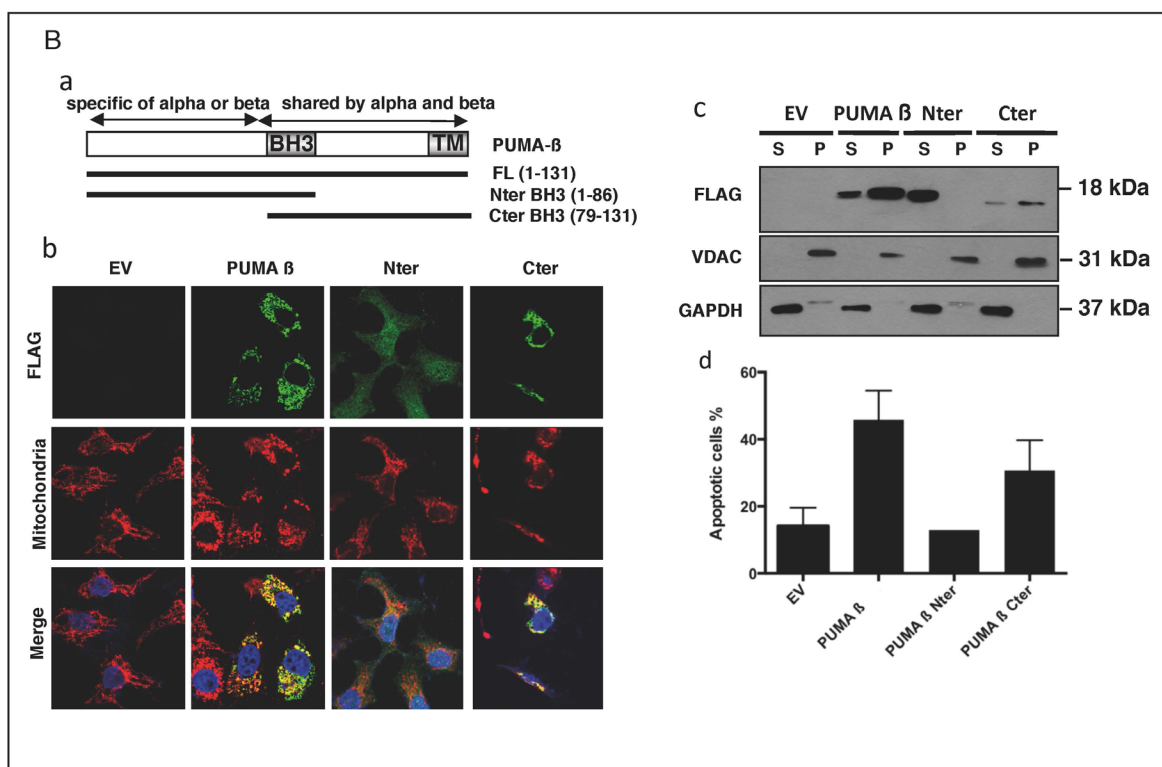 B
a
specific of alpha or beta shared by alpha and beta
BH3 TM PUMA-ß
FL (1-131)
Nter BH3 (1-86)
Cter BH3 (79-131)
b
EV PUMA ß Nter Cter
FLAG
Mitochondria
Merge
c
EV PUMA ß Nter Cter
S P S P S P S P
FLAG 18 kDa
VDAC 31 kDa
GAPDH 37 kDa
d
Apoptotic cells %
60
40
20
0
EV
PUMA ß
PUMA ß Nter
PUMA ß Cter